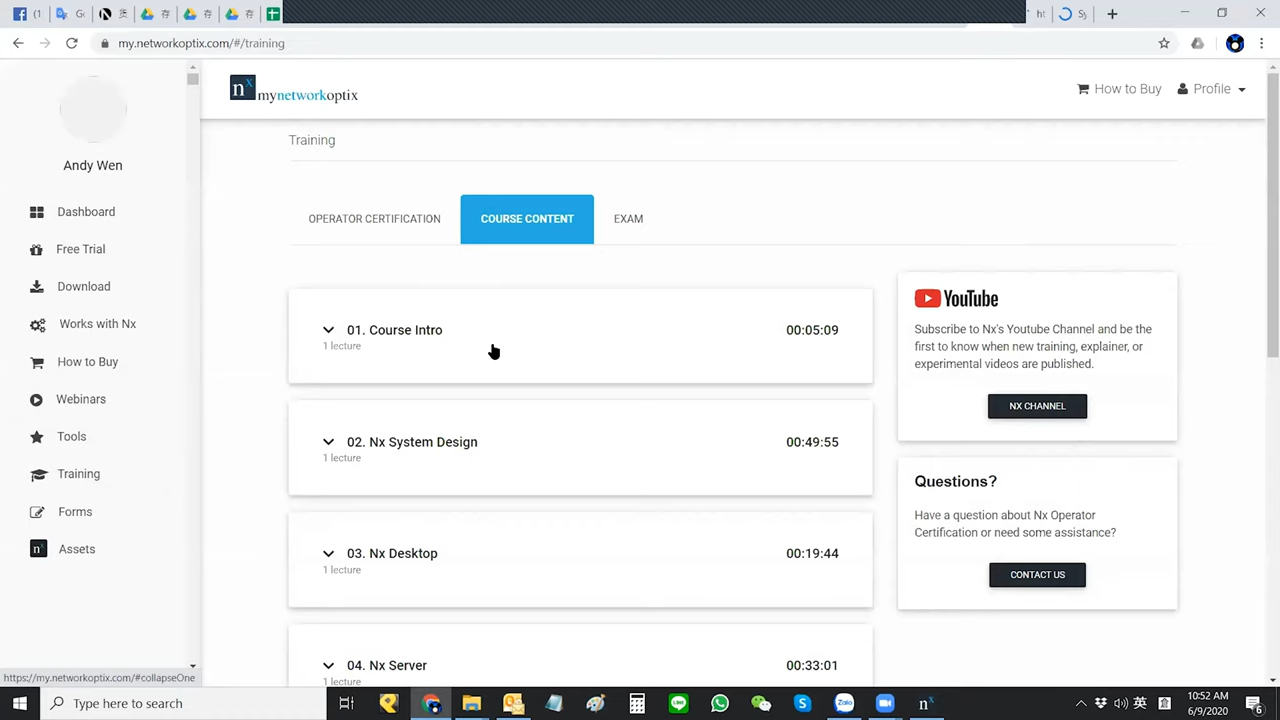 my.networkoptix.com/#/training
nx mynetworkoptix
How to Buy
Profile
Andy Wen
Dashboard
Free Trial
Download
Works with Nx
How to Buy
Webinars
Tools
Training
Forms
nx Assets
Training
OPERATOR CERTIFICATION
COURSE CONTENT
EXAM
01. Course Intro
00:05:09
1 lecture
02. Nx System Design
00:49:55
1 lecture
03. Nx Desktop
00:19:44
1 lecture
04. Nx Server
00:33:01
YouTube
Subscribe to Nx's Youtube Channel and be the
first to know when new training, explainer, or
experimental videos are published.
NX CHANNEL
Questions?
Have a question about Nx Operator
Certification or need some assistance?
CONTACT US
https://my.networkoptix.com/#collapseOne
Type here to search
Zalo
nx
英
10:52 AM
6/9/2020
6